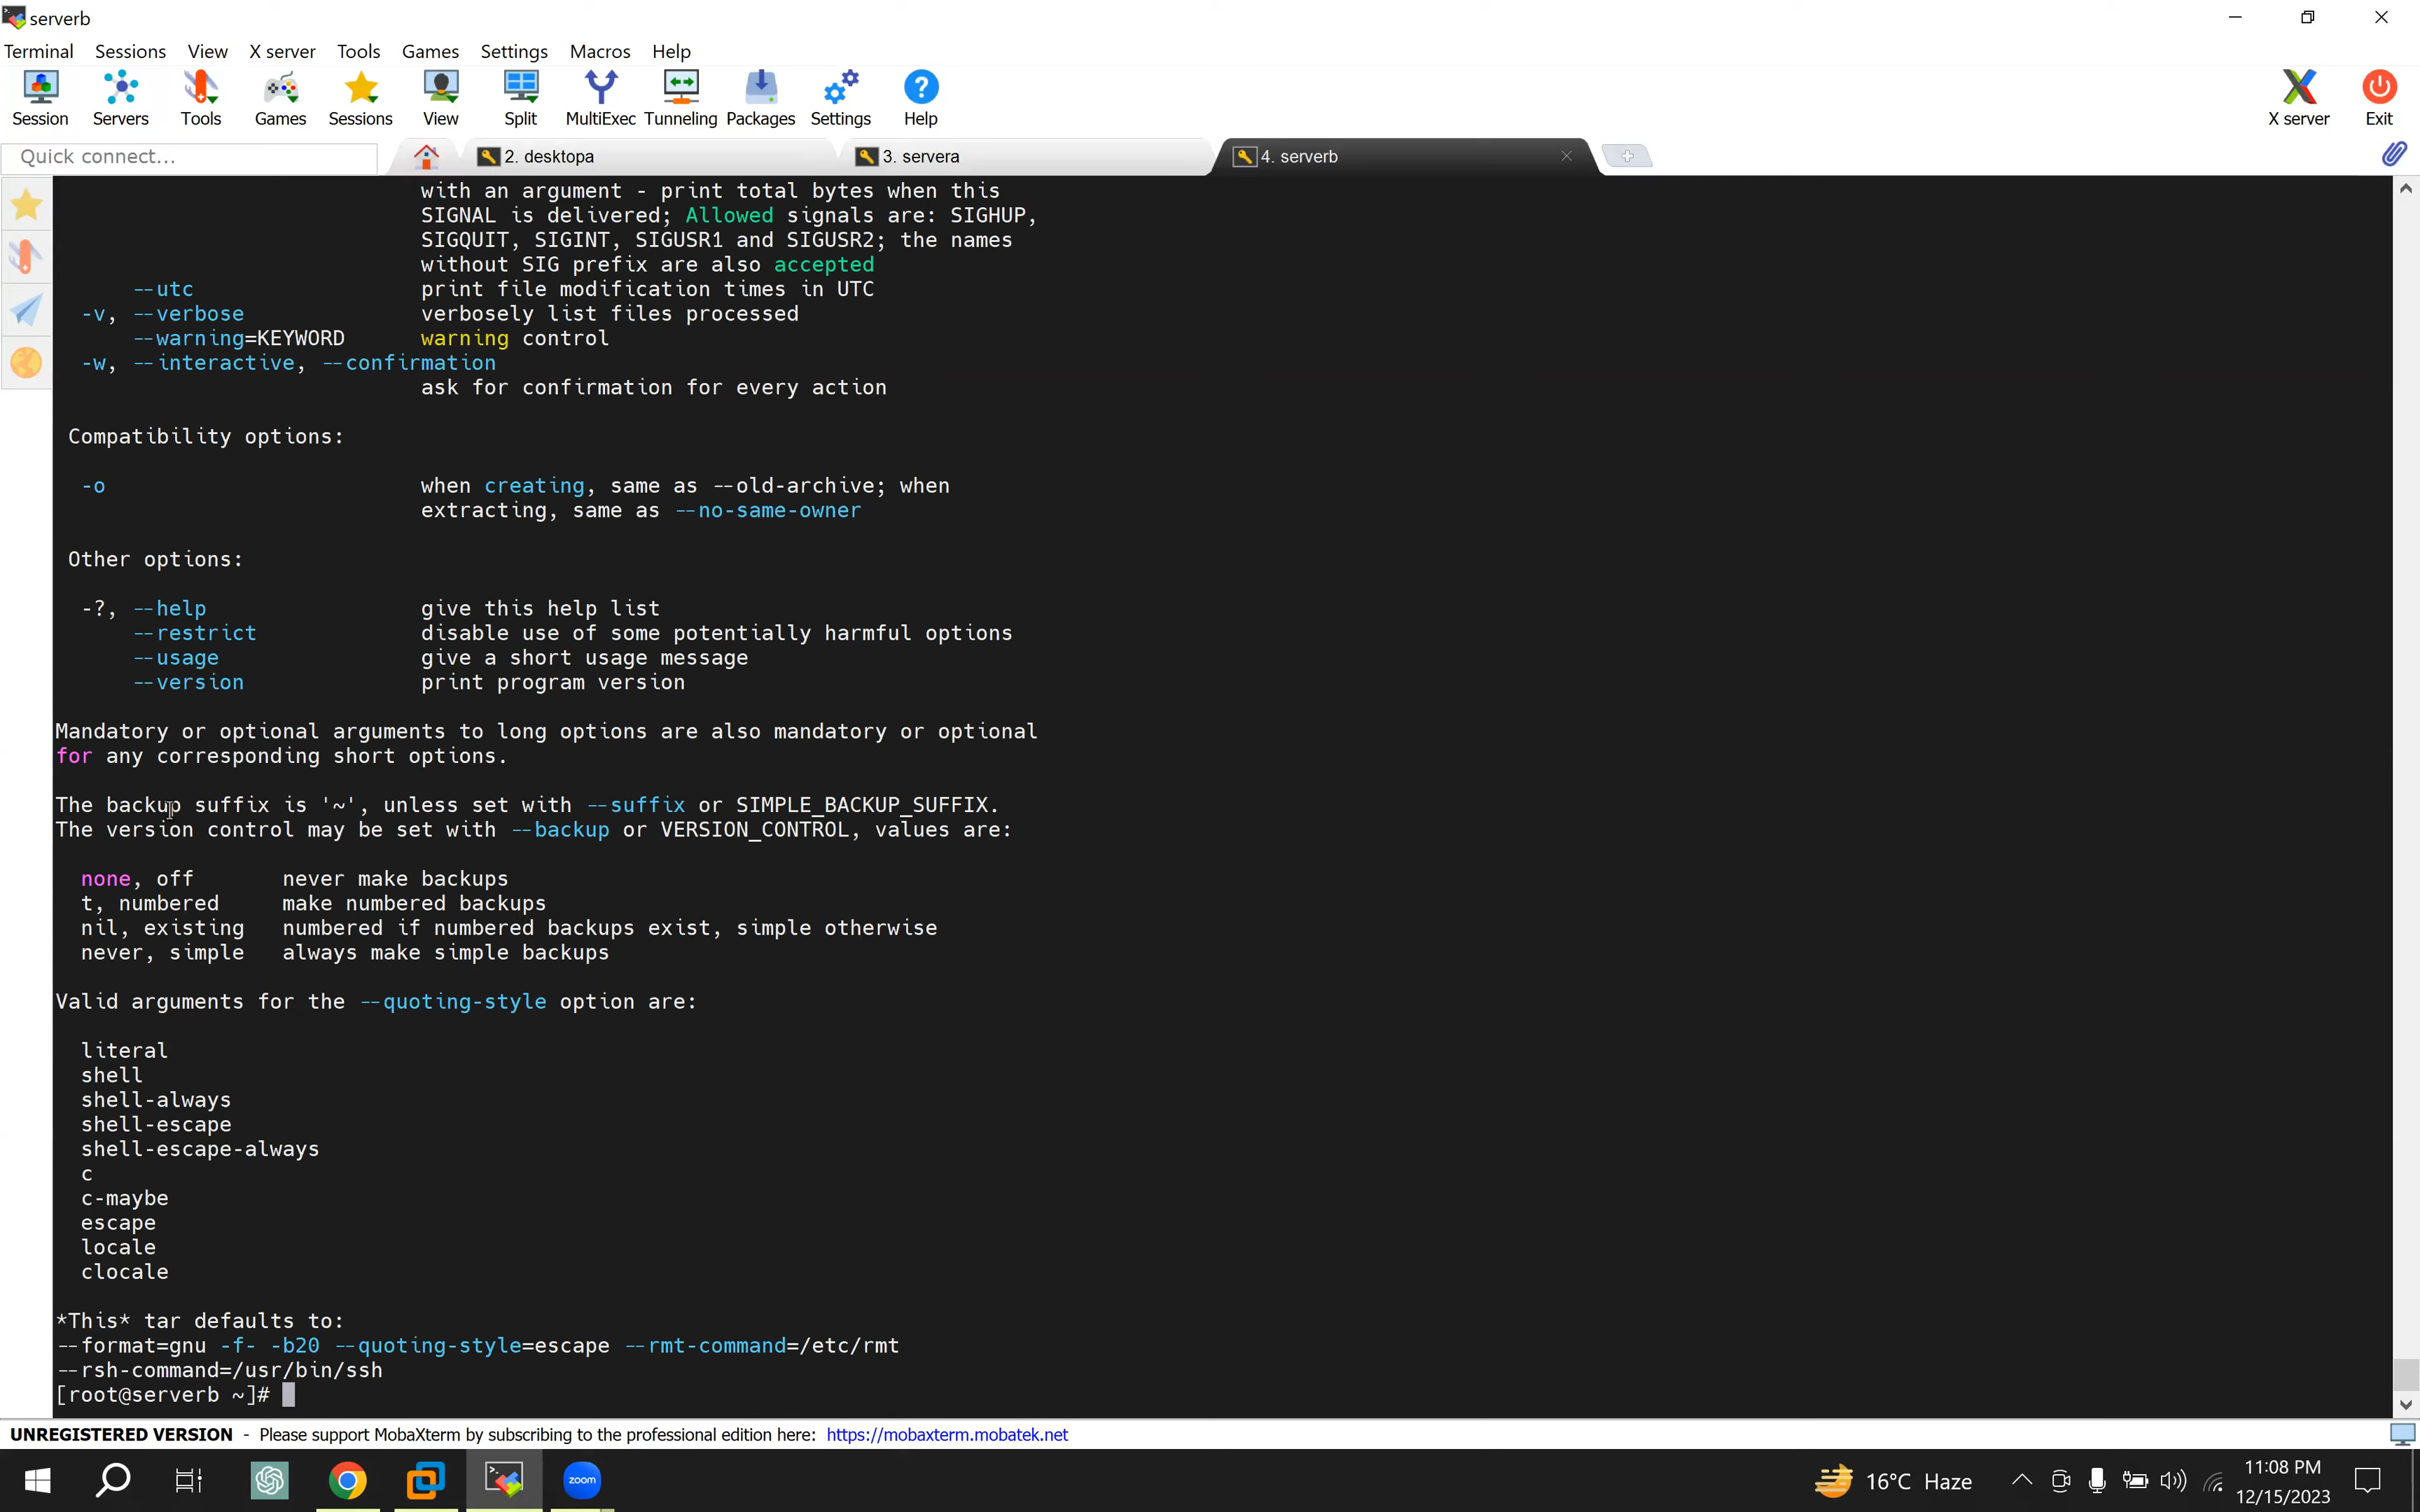 serverb
Terminal Sessions View X server Tools Games Settings Macros Help
Session Servers Tools Games Sessions View Split MultiExec Tunneling Packages Settings Help X server Exit
Quick connect... 2. desktopa 3. servera 4. serverb
with an argument - print total bytes when this
SIGNAL is delivered; Allowed signals are: SIGHUP,
SIGQUIT, SIGINT, SIGUSR1 and SIGUSR2; the names
without SIG prefix are also accepted
--utc print file modification times in UTC
-v, --verbose verbosely list files processed
--warning=KEYWORD warning control
-w, --interactive, --confirmation
ask for confirmation for every action
Compatibility options:
-o when creating, same as --old-archive; when
extracting, same as --no-same-owner
Other options:
-?, --help give this help list
--restrict disable use of some potentially harmful options
--usage give a short usage message
--version print program version
Mandatory or optional arguments to long options are also mandatory or optional
for any corresponding short options.
The backup suffix is '~', unless set with --suffix or SIMPLE_BACKUP_SUFFIX.
The version control may be set with --backup or VERSION_CONTROL, values are:
none, off never make backups
t, numbered make numbered backups
nil, existing numbered if numbered backups exist, simple otherwise
never, simple always make simple backups
Valid arguments for the --quoting-style option are:
literal
shell
shell-always
shell-escape
shell-escape-always
c
c-maybe
escape
locale
clocale
*This* tar defaults to:
--format=gnu -f- -b20 --quoting-style=escape --rmt-command=/etc/rmt
--rsh-command=/usr/bin/ssh
[root@serverb ~]#
UNREGISTERED VERSION - Please support MobaXterm by subscribing to the professional edition here: https://mobaxterm.mobatek.net
zoom 16°C Haze 11:08 PM
12/15/2023